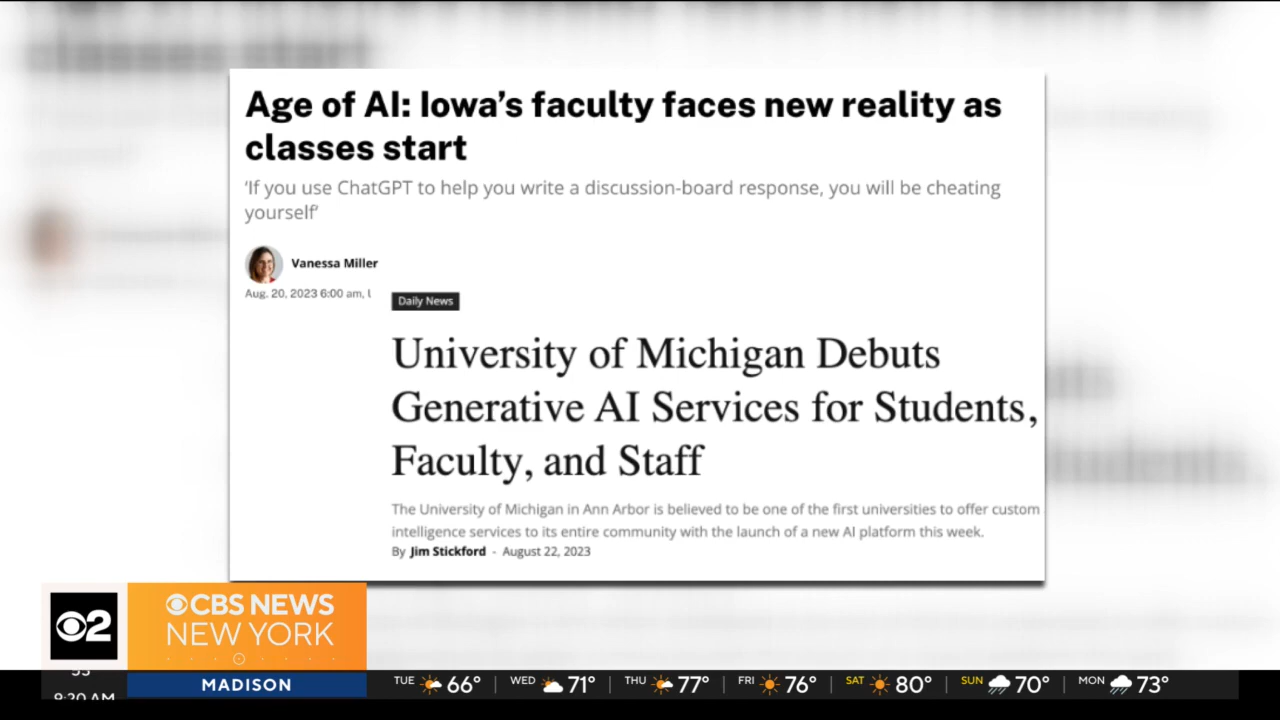 Age of AI: Iowa's faculty faces new reality as
classes start
‘If you use ChatGPT to help you write a discussion-board response, you will be cheating
yourself’
Vanessa Miller
Aug. 20, 2023 6:00 am,
Daily News
University of Michigan Debuts
Generative AI Services for Students,
Faculty, and Staff
The University of Michigan in Ann Arbor is believed to be one of the first universities to offer custom
intelligence services to its entire community with the launch of a new AI platform this week.
By Jim Stickford - August 22, 2023
2
CBS NEWS
NEW YORK
MADISON
TUE 66° | WED 71° | THU 77° | FRI 76° | SAT 80° | SUN 70° | MON 73°